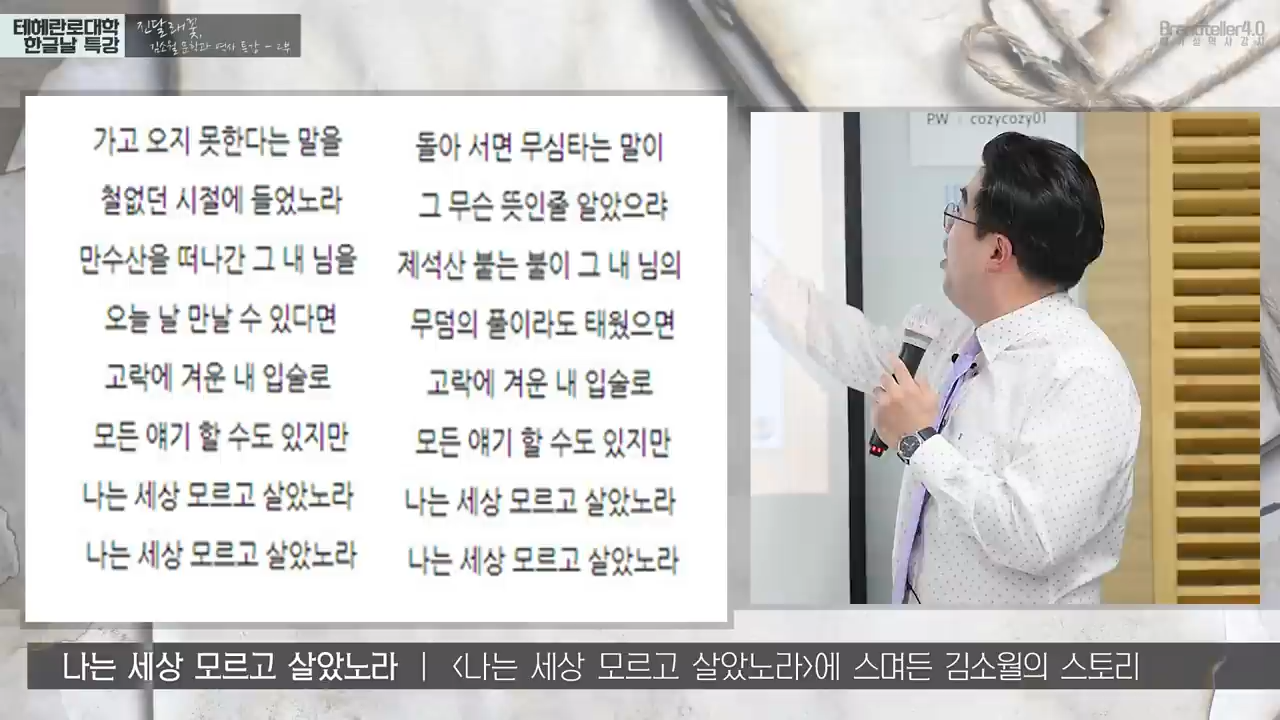 테헤란로대학
한글날 특강
진달래꽃,
김소월 문학과 역사 특강 - 2부
Brandteller4.0
PW : cozycozy01
가고 오지 못한다는 말을
철없던 시절에 들었노라
만수산을 떠나간 그 내 님을
오늘 날 만날 수 있다면
고락에 겨운 내 입술로
모든 얘기 할 수도 있지만
나는 세상 모르고 살았노라
나는 세상 모르고 살았노라
돌아 서면 무심타는 말이
그 무슨 뜻인줄 알았으랴
제석산 붙는 불이 그 내 님의
무덤의 풀이라도 태웠으면
고락에 겨운 내 입술로
모든 얘기 할 수도 있지만
나는 세상 모르고 살았노라
나는 세상 모르고 살았노라
나는 세상 모르고 살았노라 | <나는 세상 모르고 살았노라>에 스며든 김소월의 스토리